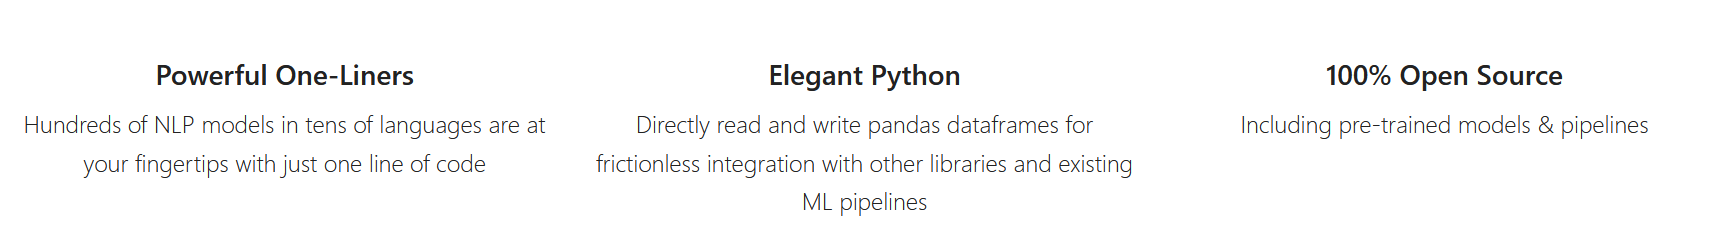 Powerful One-Liners
Hundreds of NLP models in tens of languages are at
your fingertips with just one line of code
Elegant Python
Directly read and write pandas dataframes for
frictionless integration with other libraries and existing
ML pipelines
100% Open Source
Including pre-trained models & pipelines